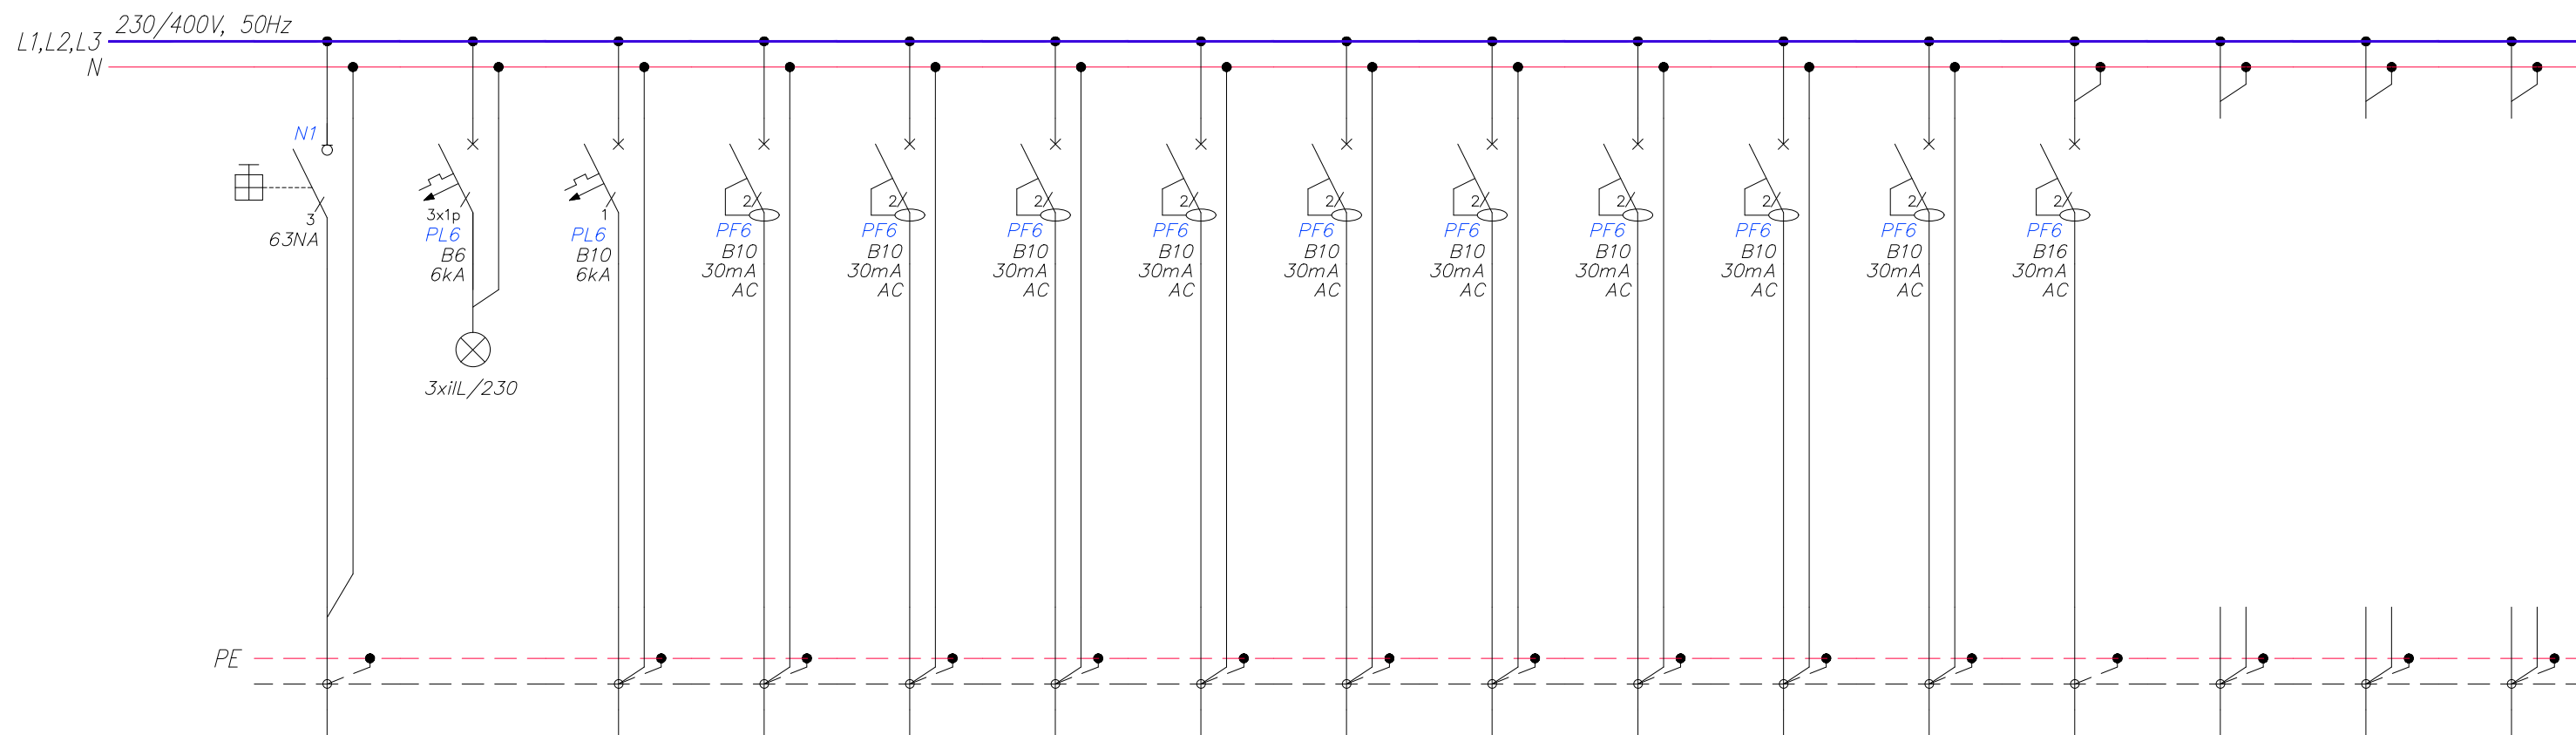 230/400V, 50Hz
L1,L2,L3
N
N1
3
63NA
3x1p
PL6
B6
6kA
3xilL/230
1
PL6
B10
6kA
2
PF6
B10
30mA
AC
2
PF6
B10
30mA
AC
2
PF6
B10
30mA
AC
2
PF6
B10
30mA
AC
2
PF6
B10
30mA
AC
2
PF6
B10
30mA
AC
2
PF6
B10
30mA
AC
2
PF6
B10
30mA
AC
2
PF6
B10
30mA
AC
2
PF6
B16
30mA
AC
PE